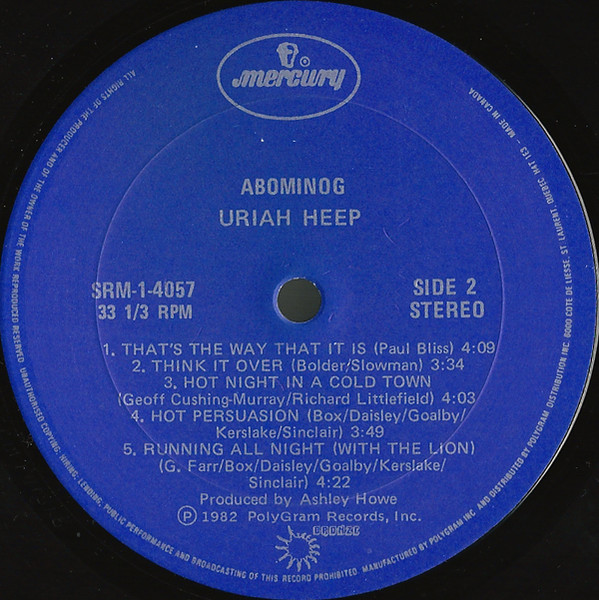 mercury
ABOMINOG
URIAH HEEP
SRM-1-4057
33 1/3 RPM
SIDE 2
STEREO
1. THAT'S THE WAY THAT IT IS (Paul Bliss) 4:09
2. THINK IT OVER (Bolder/Slowman) 3:34
3. HOT NIGHT IN A COLD TOWN
(Geoff Cushing-Murray/Richard Littlefield) 4:03
4. HOT PERSUASION (Box/Daisley/Goalby/
Kerslake/Sinclair) 3:49
5. RUNNING ALL NIGHT (WITH THE LION)
(G. Farr/Box/Daisley/Goalby/Kerslake/
Sinclair) 4:22
Produced by Ashley Howe
Ⓟ 1982 PolyGram Records, Inc.
BRONZE
ALL RIGHTS OF THE PRODUCER AND OF THE OWNER OF THE WORK REPRODUCED RESERVED. UNAUTHORISED COPYING, HIRING, LENDING, PUBLIC PERFORMANCE AND BROADCASTING OF THIS RECORD PROHIBITED. MANUFACTURED BY POLYGRAM INC. AND DISTRIBUTED BY POLYGRAM DISTRIBUTION INC. 6000 COTE DE LIESSE, ST. LAURENT, QUEBEC H4T 1E3 - MADE IN CANADA